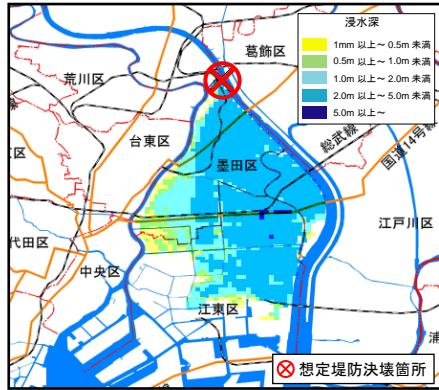 浸水深
1mm 以上～ 0.5m 未満
0.5m 以上～ 1.0m 未満
1.0m 以上～ 2.0m 未満
2.0m 以上～ 5.0m 未満
5.0m 以上～
葛飾区
荒川区
台東区
総武線
国道14号線
墨田区
江戸川区
代田区
中央区
江東区
浦
想定堤防決壊箇所